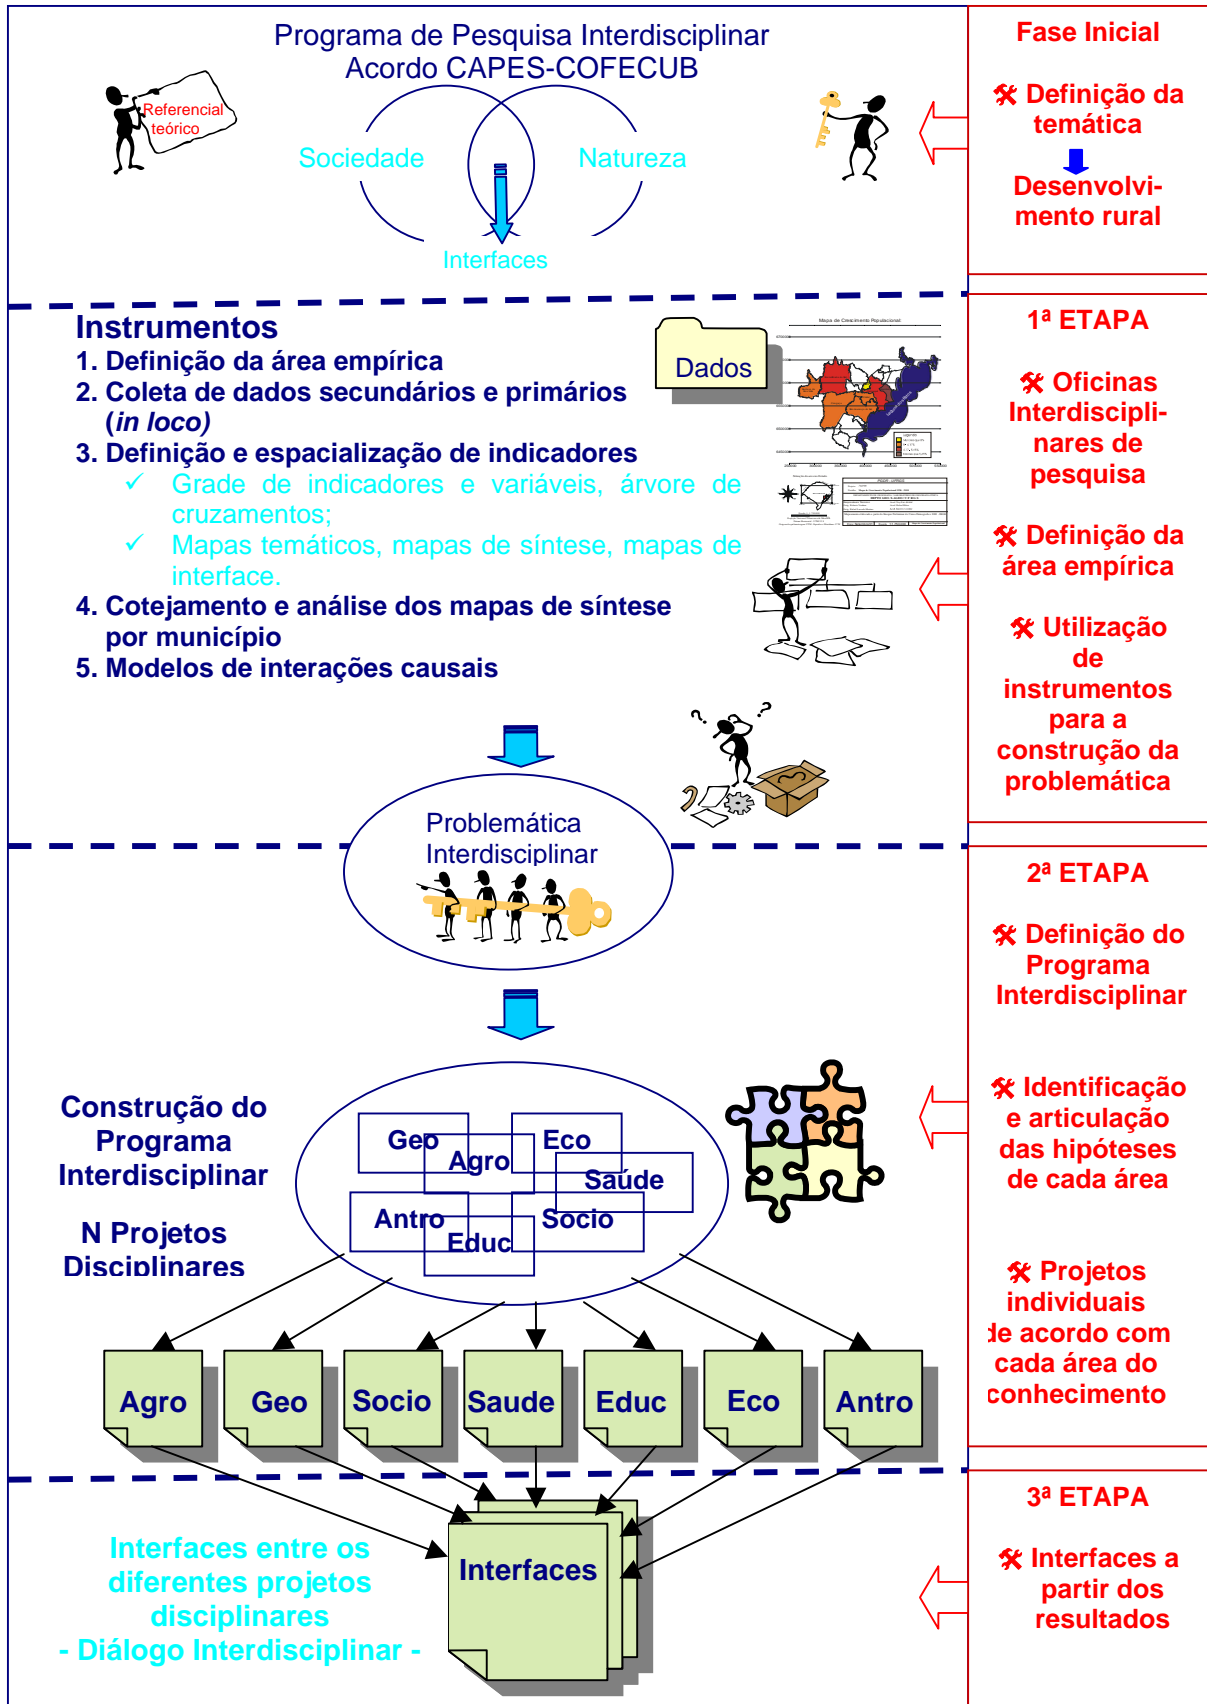 Programa de Pesquisa Interdisciplinar
Acordo CAPES-COFECUB
Referencial
teórico
Sociedade
Natureza
Interfaces
Fase Inicial
Definição da
temática
Desenvolvi-
mento rural
Instrumentos
1. Definição da área empírica
2. Coleta de dados secundários e primários
(in loco)
3. Definição e espacialização de indicadores
✓ Grade de indicadores e variáveis, árvore de
cruzamentos;
✓ Mapas temáticos, mapas de síntese, mapas de
interface.
4. Cotejamento e análise dos mapas de síntese
por município
5. Modelos de interações causais
Dados
Mapa de Crescimento Populacional
? ?
1ª ETAPA
Oficinas
Interdiscipli-
nares de
pesquisa
Definição da
área empírica
Utilização
de
instrumentos
para a
construção da
problemática
Problemática
Interdisciplinar
2ª ETAPA
Definição do
Programa
Interdisciplinar
Identificação
e articulação
das hipóteses
de cada área
Projetos
individuais
de acordo com
cada área do
conhecimento
Construção do
Programa
Interdisciplinar
N Projetos
Disciplinares
Geo
Eco
Agro
Saúde
Antro
Socio
Educ
Agro
Geo
Socio
Saude
Educ
Eco
Antro
Interfaces entre os
diferentes projetos
disciplinares
- Diálogo Interdisciplinar -
Interfaces
3ª ETAPA
Interfaces a
partir dos
resultados